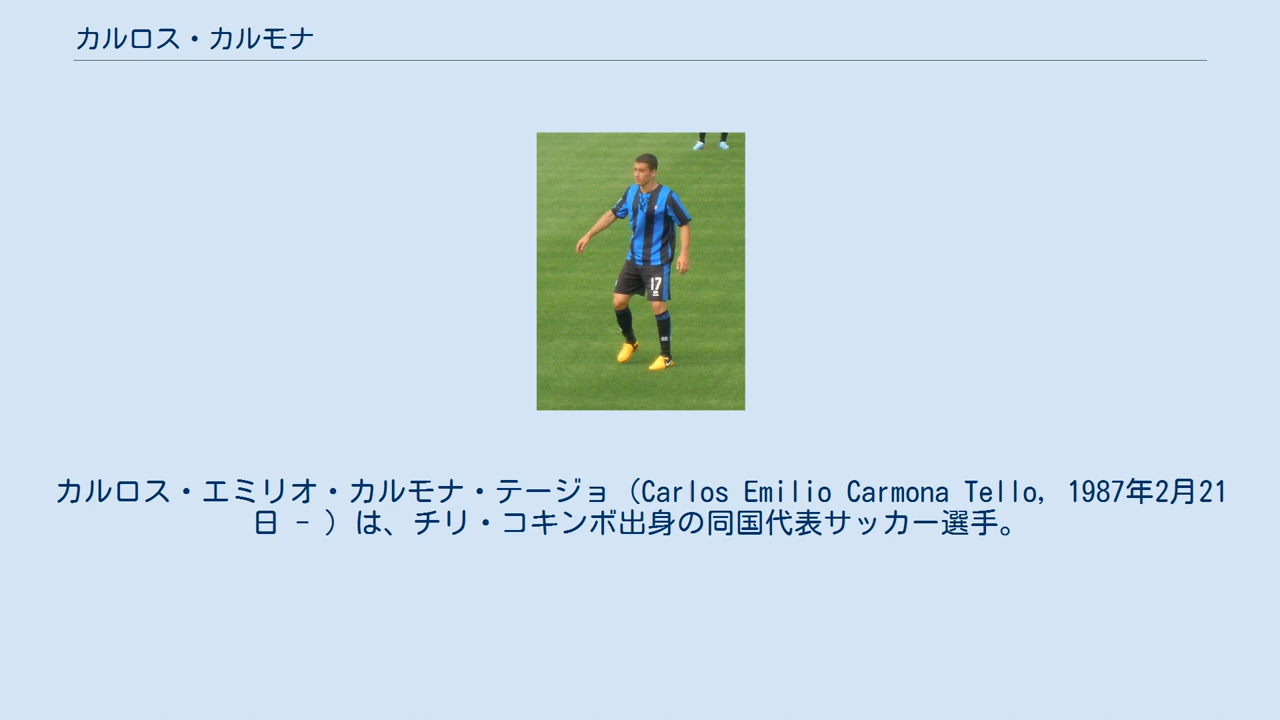 カルロス・カルモナ
17
カルロス・エミリオ・カルモナ・テージョ（Carlos Emilio Carmona Tello, 1987年2月21
日 - ）は、チリ・コキンボ出身の同国代表サッカー選手。